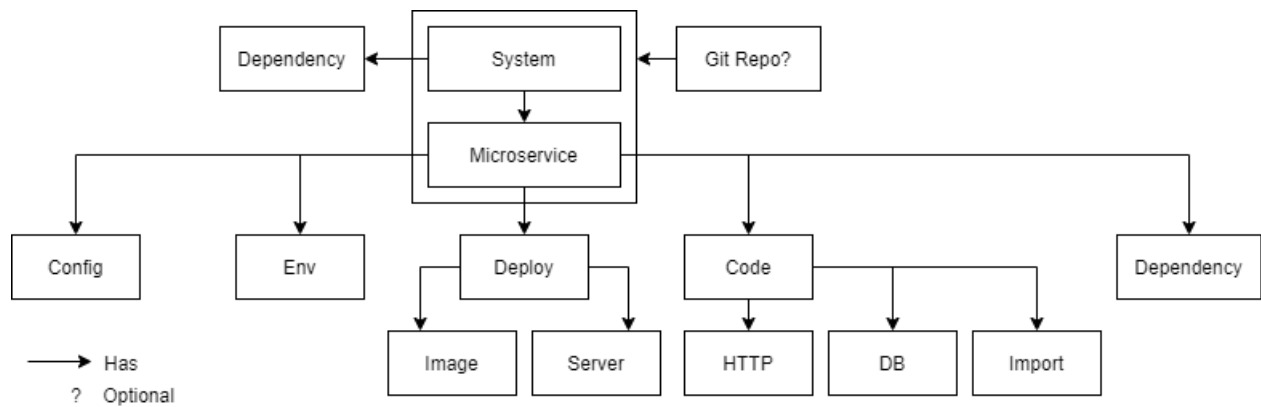 Dependency
System
Git Repo?
Microservice
Config
Env
Deploy
Code
Dependency
Image
Server
HTTP
DB
Import
Has
? Optional